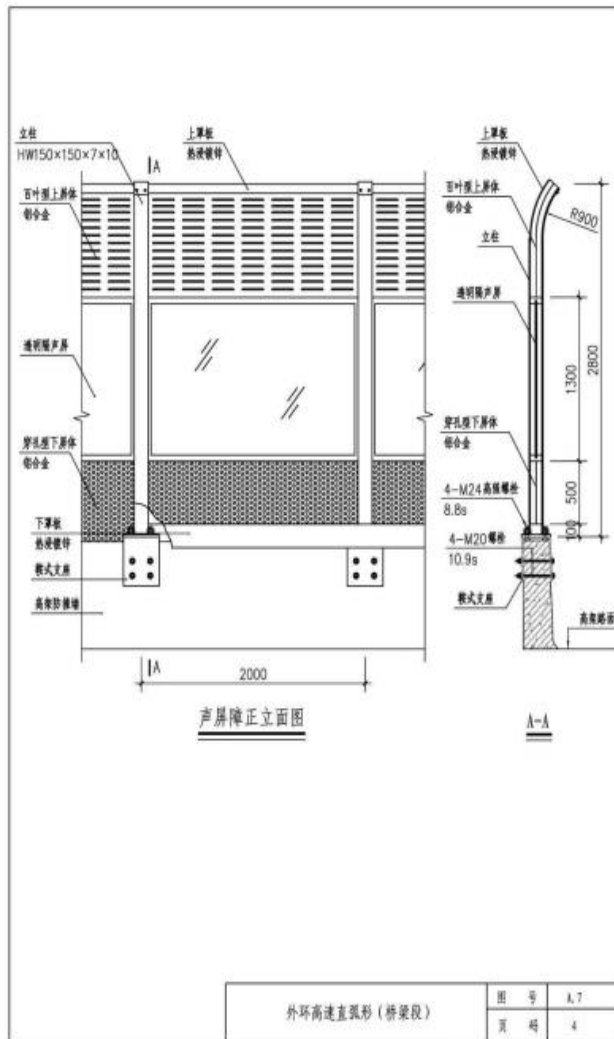 立柱
HW150×150×7×10
A
上罩板
热浸镀锌
百叶型上屏体
铝合金
透明隔声屏
穿孔型下屏体
铝合金
下罩板
热浸镀锌
鞍式支座
高架防撞墙
A
2000
声屏障正立面图
上罩板
热浸镀锌
百叶型上屏体
铝合金
R900
立柱
透明隔声屏
1300
2800
穿孔型下屏体
铝合金
500
4-M24高强螺栓
8.8s
100
4-M20螺栓
10.9s
鞍式支座
高架路面
A-A
外环高速直弧形(桥梁段)
图 号
A.7
页 码
4